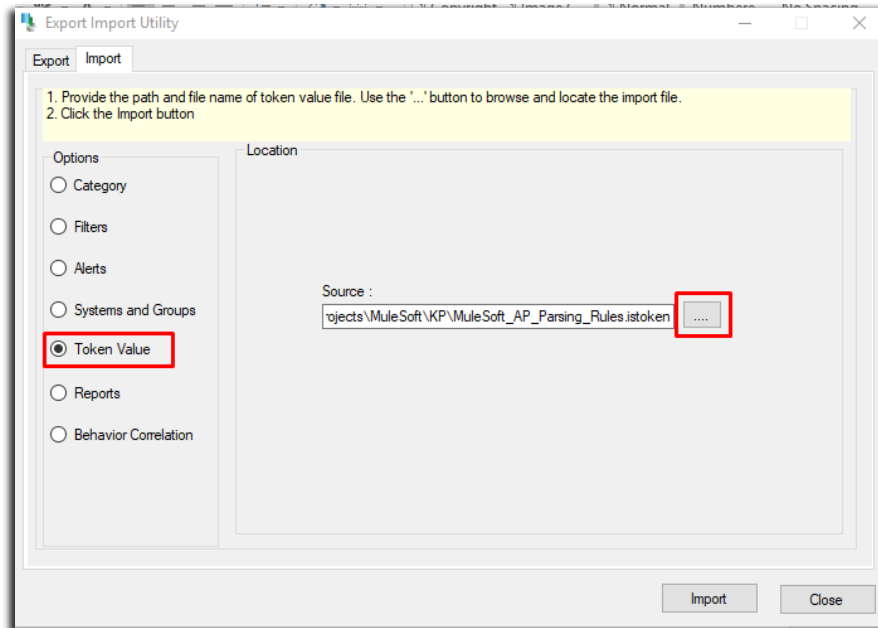 Export Import Utility
Export Import
1. Provide the path and file name of token value file. Use the '...' button to browse and locate the import file.
2. Click the Import button
Options
Location
Category
Filters
Alerts
Systems and Groups
Token Value
Reports
Behavior Correlation
Source :
rojects\MuleSoft\KP\MuleSoft_AP_Parsing_Rules.istoken
....
Import Close